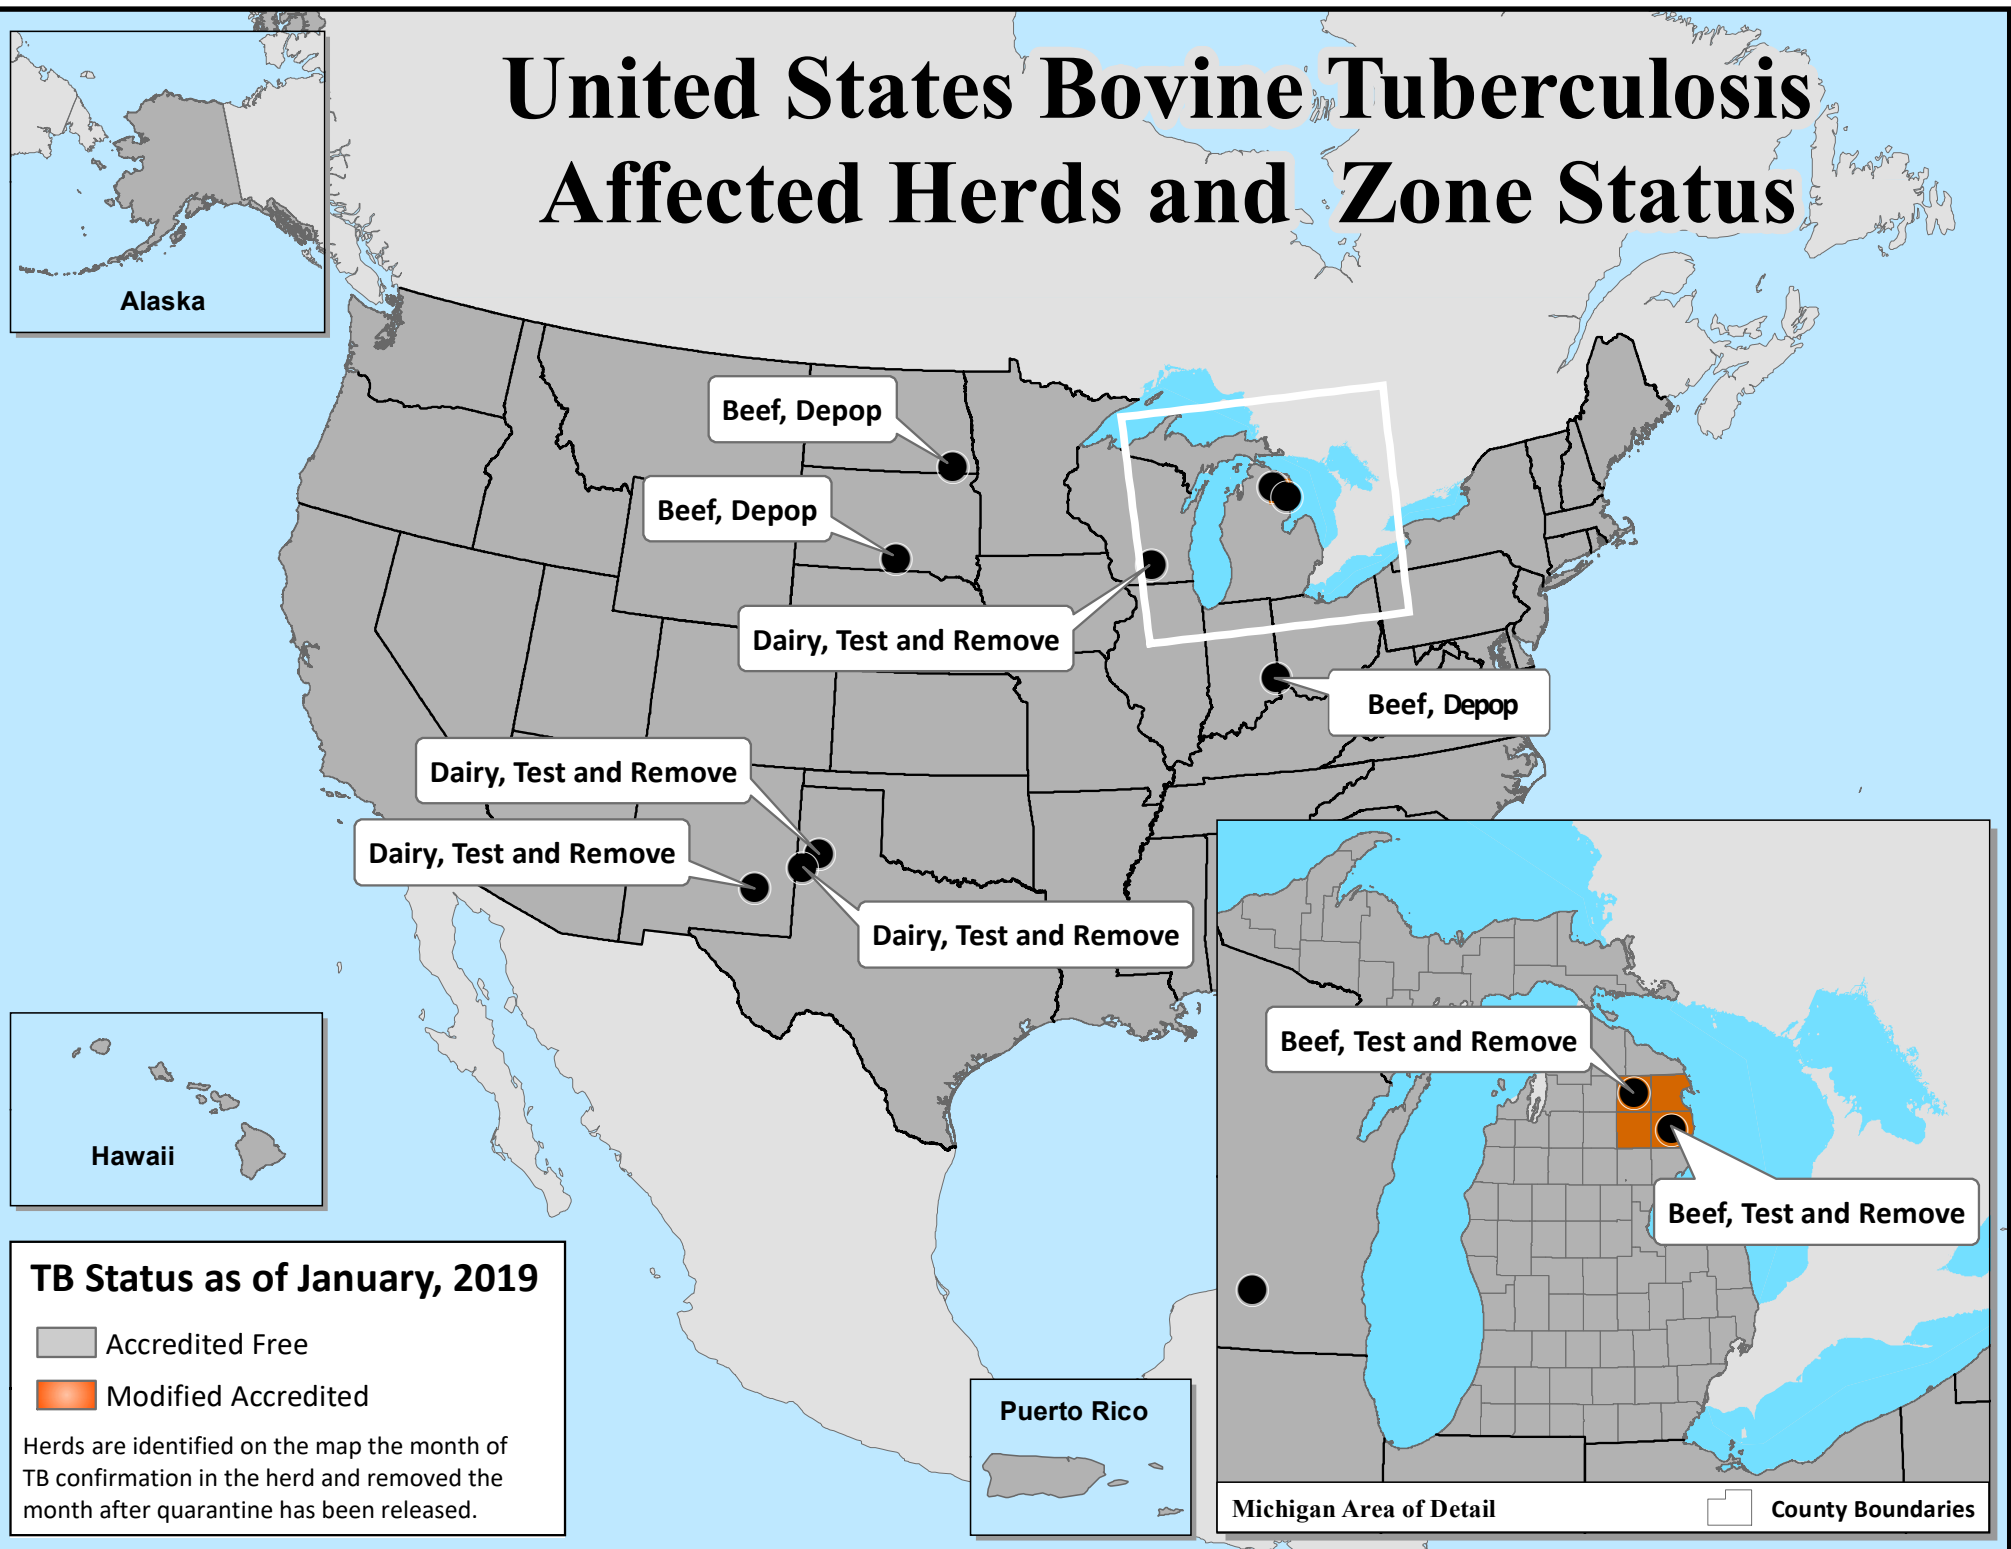 United States Bovine Tuberculosis
Affected Herds and Zone Status
Alaska
Beef, Depop
Beef, Depop
Dairy, Test and Remove
Beef, Depop
Dairy, Test and Remove
Dairy, Test and Remove
Dairy, Test and Remove
Hawaii
Beef, Test and Remove
Beef, Test and Remove
TB Status as of January, 2019
Accredited Free
Modified Accredited
Herds are identified on the map the month of
TB confirmation in the herd and removed the
month after quarantine has been released.
Puerto Rico
Michigan Area of Detail
County Boundaries